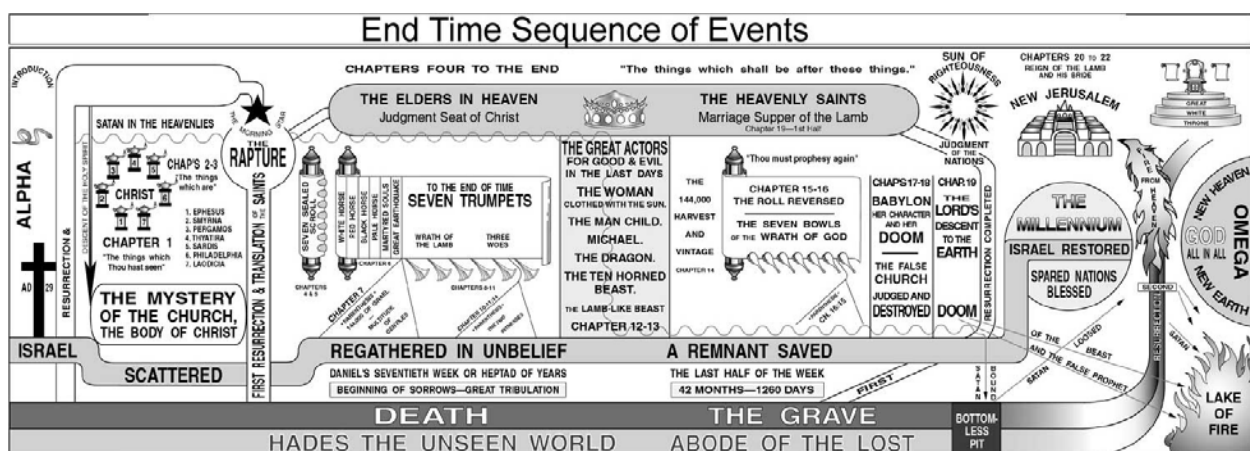 End Time Sequence of Events
INTRODUCTION
ALPHA
AD 29
ISRAEL
RESURRECTION &
DESCENT OF THE HOLY SPIRIT
SATAN IN THE HEAVENLIES
CHAP'S 2-3
"The things
which are"
CHRIST
1
2
3
4
5
6
7
1. EPHESUS
2. SMYRNA
3. PERGAMOS
4. THYATIRA
5. SARDIS
6. PHILADELPHIA
7. LAODICIA
CHAPTER 1
"The things which
Thou hast seen"
THE MYSTERY
OF THE CHURCH,
THE BODY OF CHRIST
SCATTERED
THE MORNING STAR
THE
RAPTURE
FIRST RESURRECTION & TRANSLATION OF THE SAINTS
CHAPTERS FOUR TO THE END
"The things which shall be after these things."
THE ELDERS IN HEAVEN
Judgment Seat of Christ
THE HEAVENLY SAINTS
Marriage Supper of the Lamb
Chapter 19—1st Half
SEVEN SEALED
SCROLL
CHAPTERS
4 & 5
WHITE HORSE
RED HORSE
BLACK HORSE
PALE HORSE
MARTYRED SOULS
GREAT EARTHQUAKE
CHAPTER 6
TO THE END OF TIME
SEVEN TRUMPETS
WRATH OF
THE LAMB
THREE
WOES
CHAPTERS 8-11
CHAPTER 7
MULTITUDE
OF
GENTILES
THE GREAT ACTORS
FOR GOOD & EVIL
IN THE LAST DAYS
THE WOMAN
CLOTHED WITH THE SUN.
THE MAN CHILD.
MICHAEL.
THE DRAGON.
THE TEN HORNED
BEAST.
THE LAMB-LIKE BEAST
CHAPTER 12-13
THE
144,000
HARVEST
AND
VINTAGE
CHAPTER 14
"Thou must prophesy again"
CHAPTER 15-16
THE ROLL REVERSED
THE SEVEN BOWLS
OF THE WRATH OF GOD
CH. 15
CHAP'S 17-18
BABYLON
HER CHARACTER
AND HER
DOOM
THE FALSE
CHURCH
JUDGED AND
DESTROYED
CHAP. 19
THE
LORD'S
DESCENT
TO THE
EARTH
DOOM
SUN OF
RIGHTEOUSNESS
JUDGMENT
OF THE
NATIONS
RESURRECTION COMPLETED
CHAPTERS 20 TO 22
REIGN OF THE LAMB
AND HIS BRIDE
NEW JERUSALEM
GREAT
WHITE
THRONE
THE
MILLENNIUM
ISRAEL RESTORED
SPARED NATIONS
BLESSED
FIRE FROM HEAVEN
SECOND
RESURRECTION
NEW HEAVEN
GOD
ALL IN ALL
NEW EARTH
OMEGA
REGATHERED IN UNBELIEF
A REMNANT SAVED
DANIEL'S SEVENTIETH WEEK OR HEPTAD OF YEARS
THE LAST HALF OF THE WEEK
BEGINNING OF SORROWS—GREAT TRIBULATION
42 MONTHS—1260 DAYS
FIRST
SATAN
BOUND
SATAN
LOOSED
OF THE
BEAST
AND THE FALSE PROPHET
SATAN
LAKE
OF
FIRE
DEATH
THE GRAVE
BOTTOM-
LESS
PIT
HADES THE UNSEEN WORLD
ABODE OF THE LOST